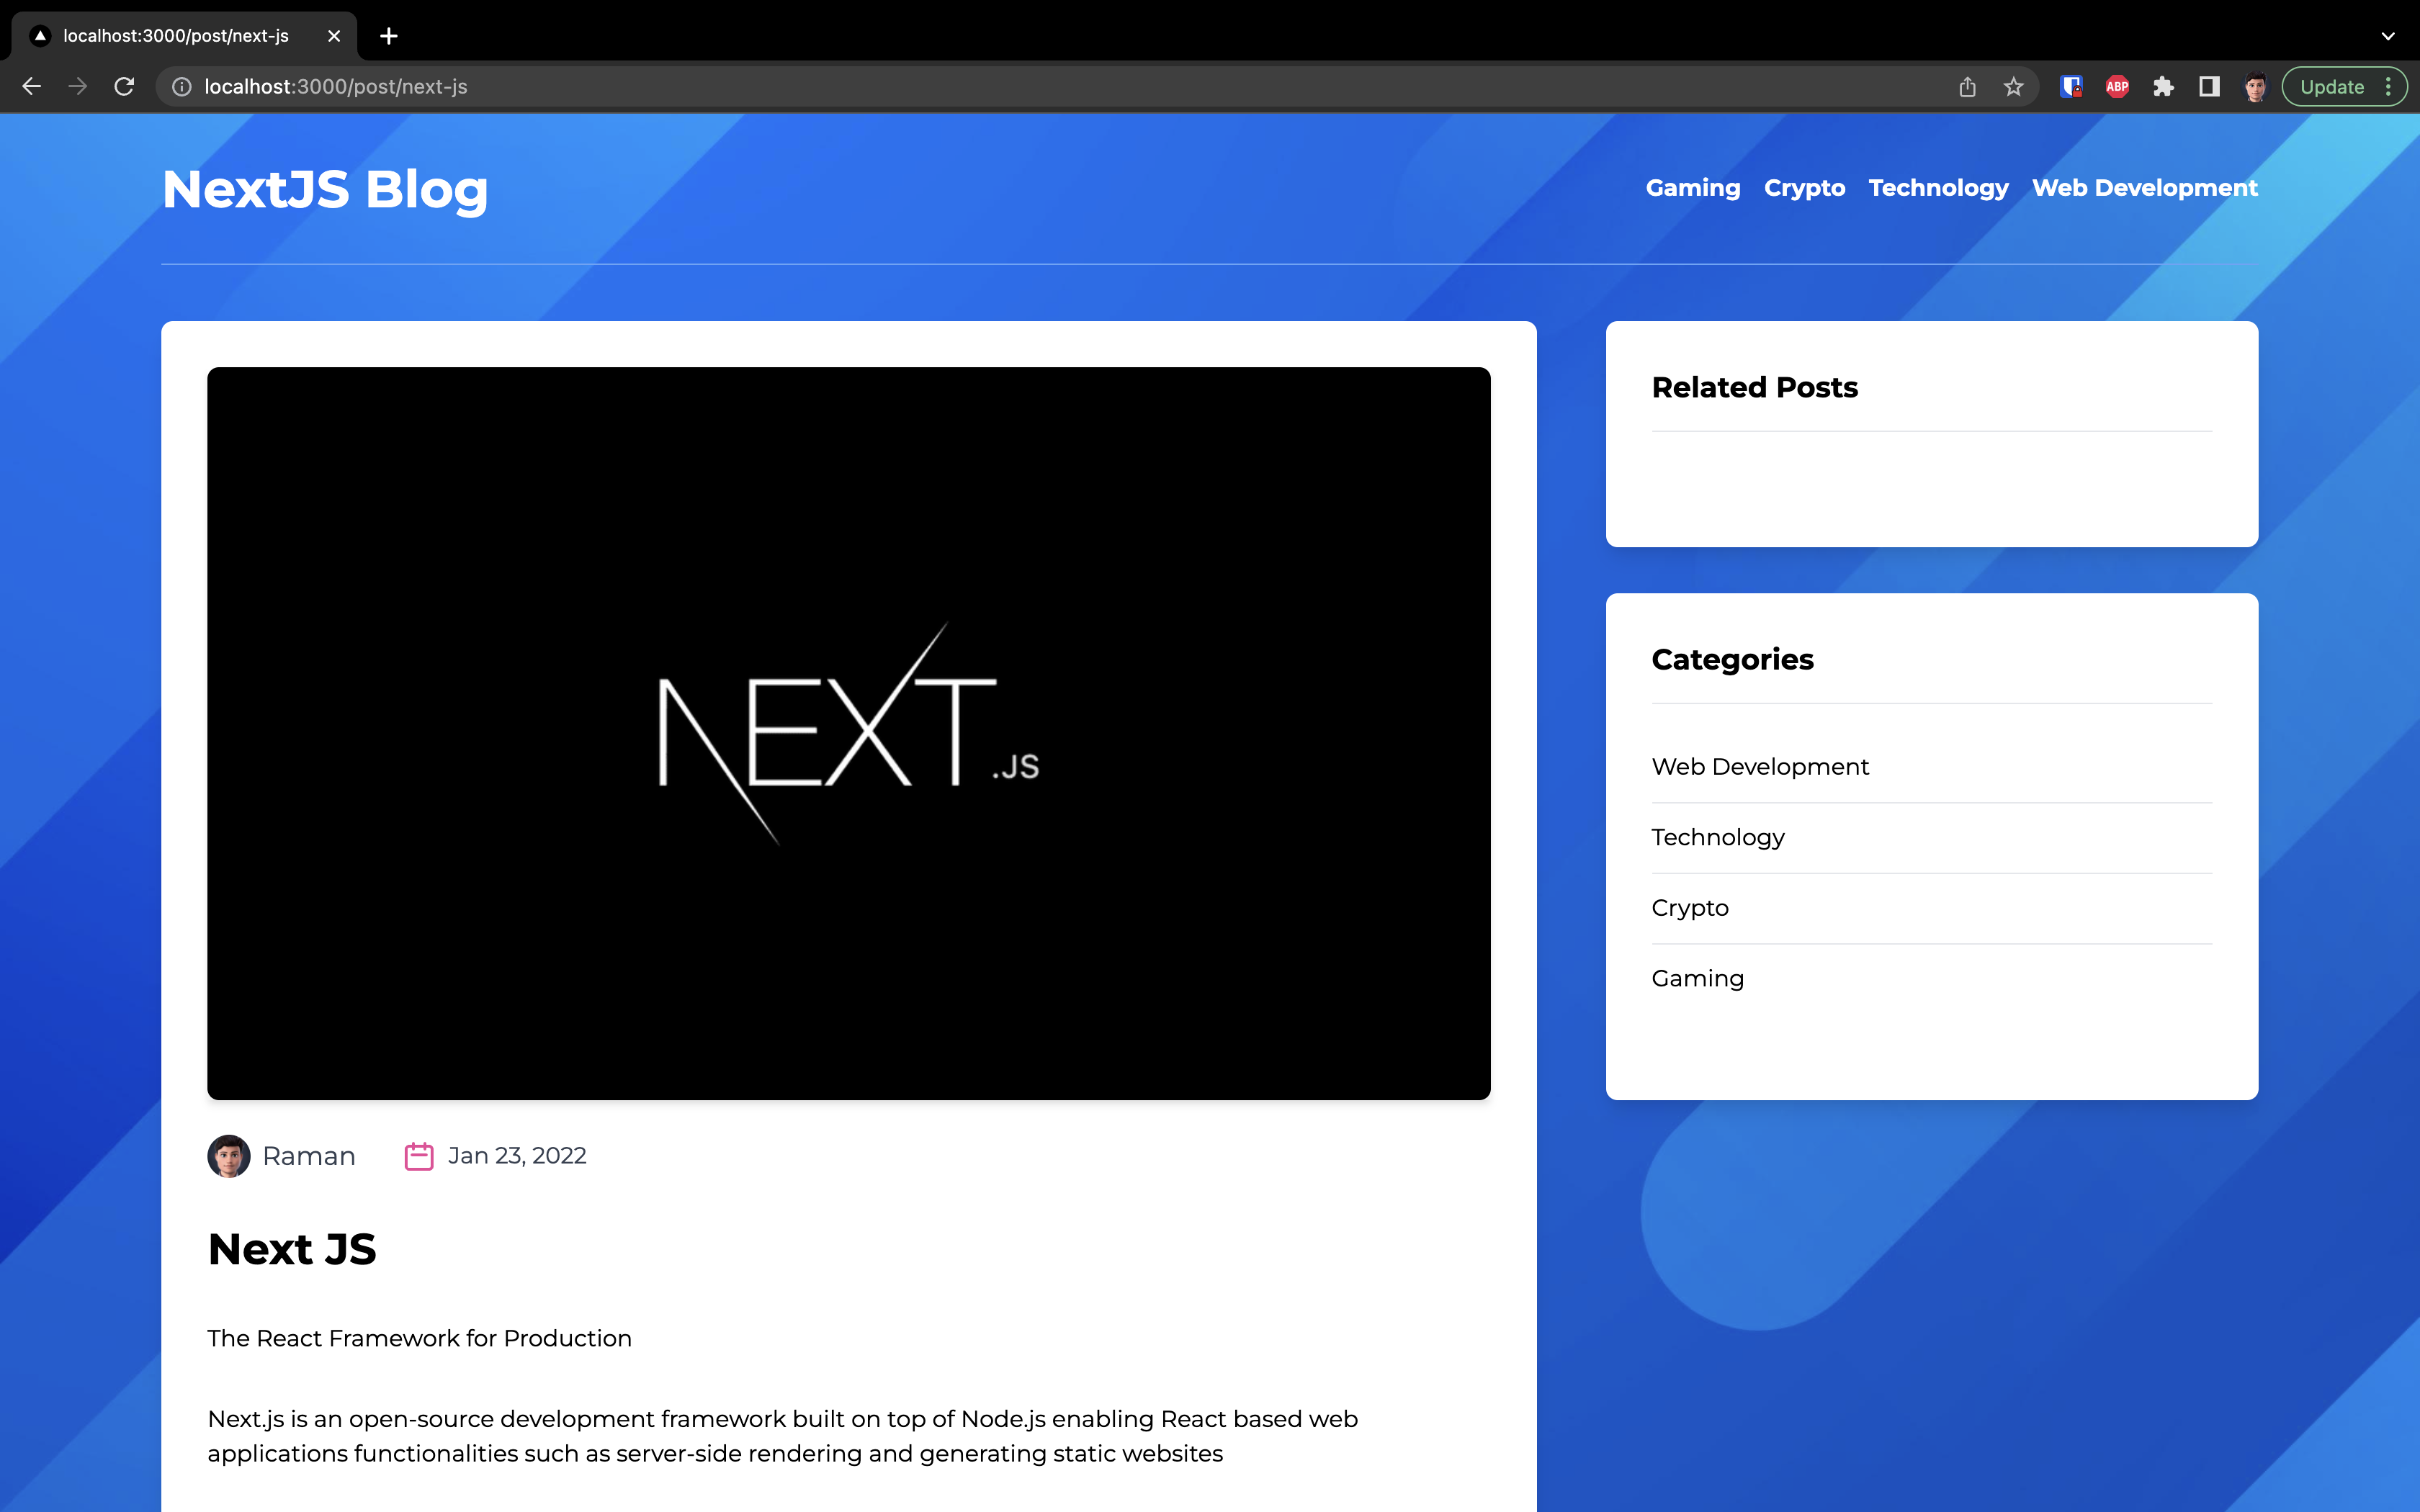 localhost:3000/post/next-js
localhost:3000/post/next-js
ABP
Update
NextJS Blog
Gaming Crypto Technology Web Development
NEXT.JS
Related Posts
Categories
Web Development
Technology
Crypto
Gaming
Raman
Jan 23, 2022
Next JS
The React Framework for Production
Next.js is an open-source development framework built on top of Node.js enabling React based web
applications functionalities such as server-side rendering and generating static websites